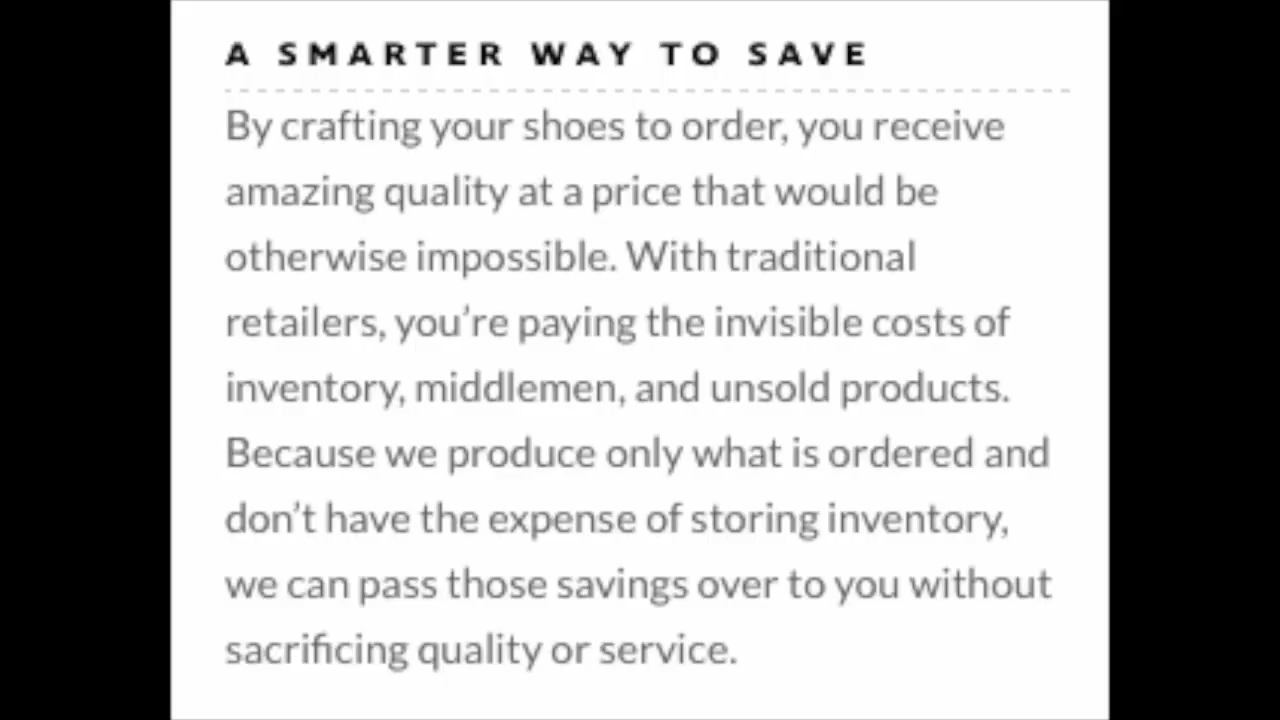 A SMARTER WAY TO SAVE
By crafting your shoes to order, you receive
amazing quality at a price that would be
otherwise impossible. With traditional
retailers, you’re paying the invisible costs of
inventory, middlemen, and unsold products.
Because we produce only what is ordered and
don’t have the expense of storing inventory,
we can pass those savings over to you without
sacrificing quality or service.